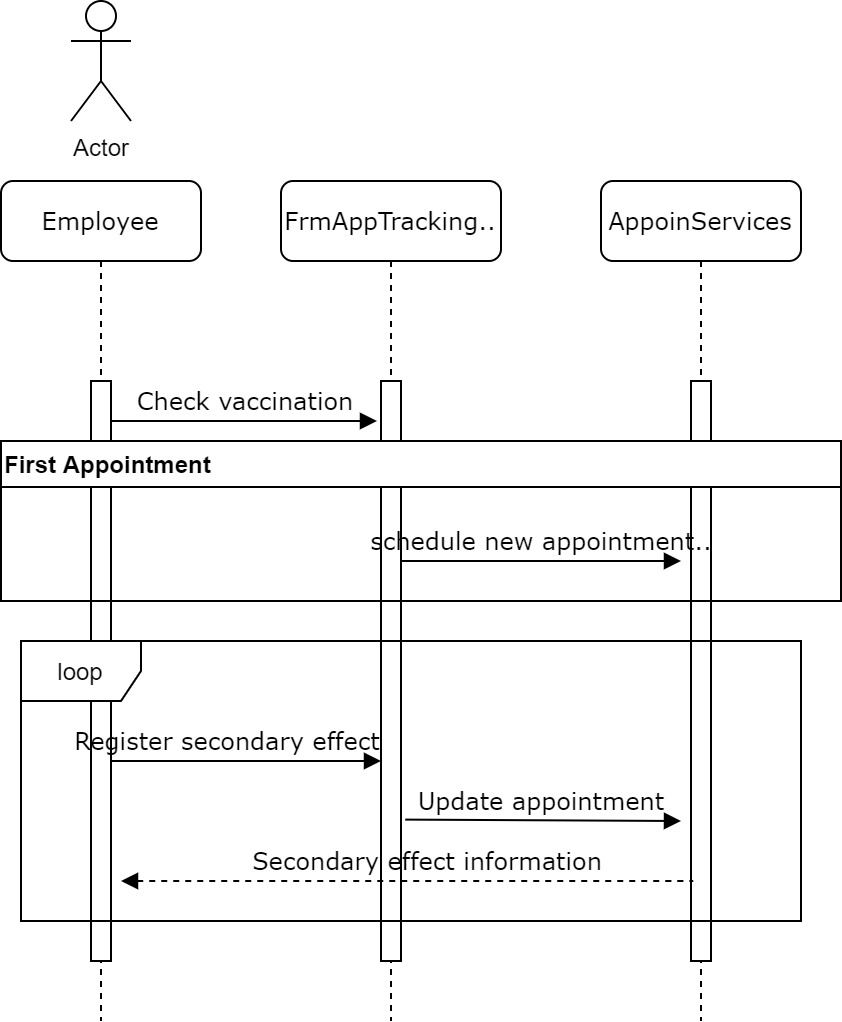 Actor
Employee
FrmAppTracking..
AppoinServices
Check vaccination
First Appointment
schedule new appointment..
loop
Register secondary effect
Update appointment
Secondary effect information